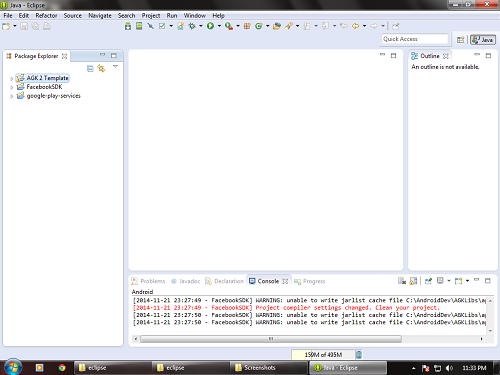 Java - Eclipse
File Edit Refactor Source Navigate Search Project Run Window Help
Quick Access
Java
Package Explorer
AGK 2 Template
FacebookSDK
google-play-services
Outline
An outline is not available.
Problems Javadoc Declaration Console Progress
Android
[2014-11-21 23:27:49 - FacebookSDK] WARNING: unable to write jarlist cache file C:\AndroidDev\AGKLibs\ag
[2014-11-21 23:27:49 - FacebookSDK] Project compiler settings changed. Clean your project.
[2014-11-21 23:27:50 - FacebookSDK] WARNING: unable to write jarlist cache file C:\AndroidDev\AGKLibs\ag
[2014-11-21 23:27:50 - FacebookSDK] WARNING: unable to write jarlist cache file C:\AndroidDev\AGKLibs\ag
159M of 495M
eclipse
eclipse
Screenshots
Java - Eclipse
11:33 PM